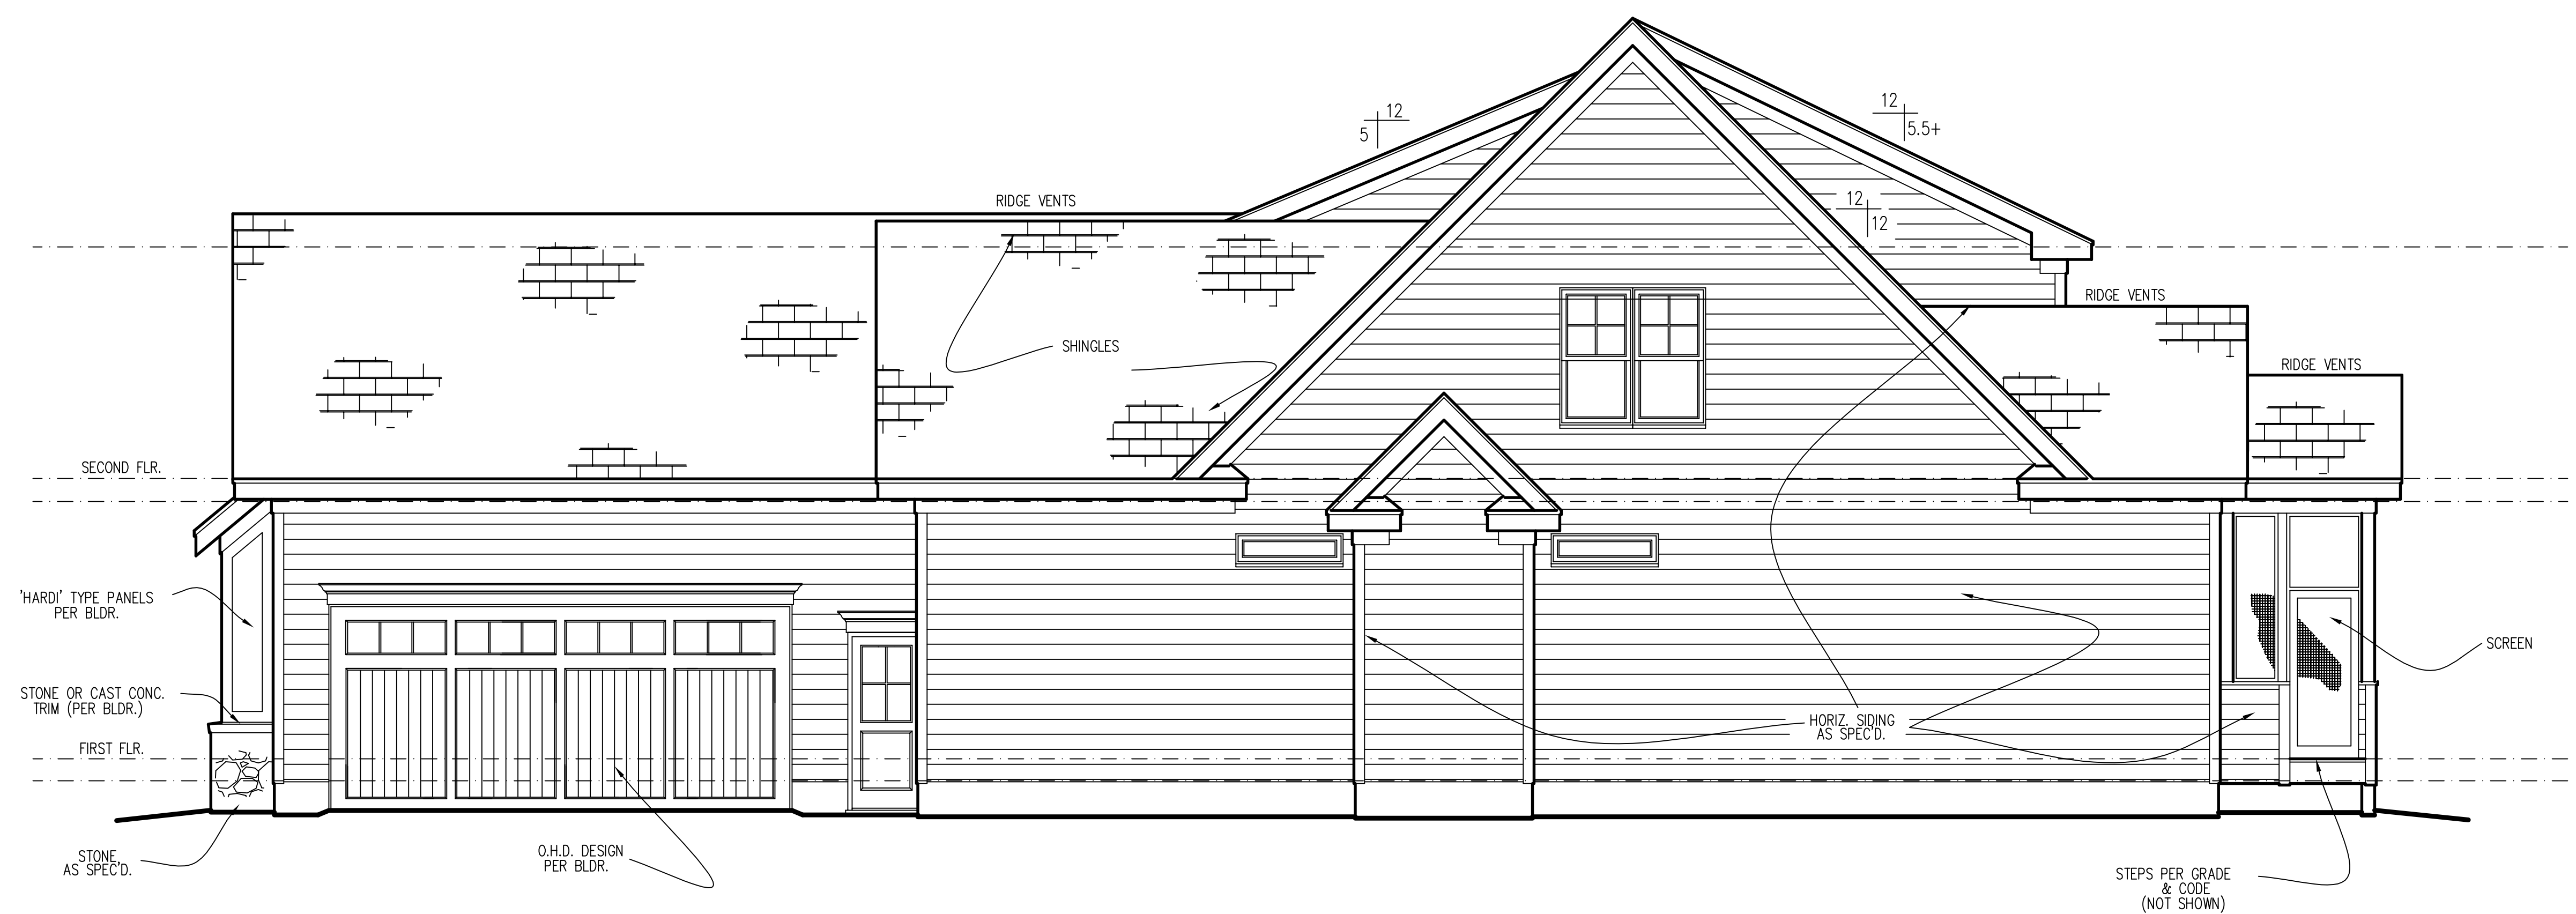 12
5
12
5.5+
RIDGE VENTS
12
12
RIDGE VENTS
SHINGLES
RIDGE VENTS
SECOND FLR.
'HARDI' TYPE PANELS
PER BLDR.
SCREEN
STONE OR CAST CONC.
TRIM (PER BLDR.)
HORIZ. SIDING
AS SPEC'D.
FIRST FLR.
O.H.D. DESIGN
PER BLDR.
STONE,
AS SPEC'D.
STEPS PER GRADE
& CODE
(NOT SHOWN)